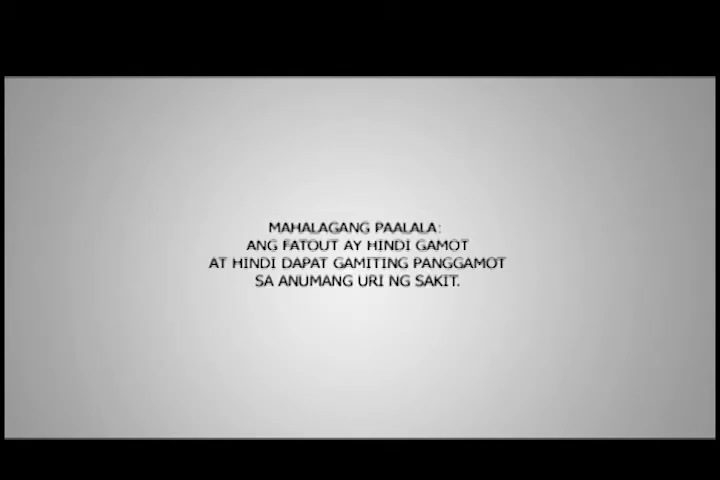 MAHALAGANG PAALALA:
ANG FATOUT AY HINDI GAMOT
AT HINDI DAPAT GAMITING PANGGAMOT
SA ANUMANG URI NG SAKIT.